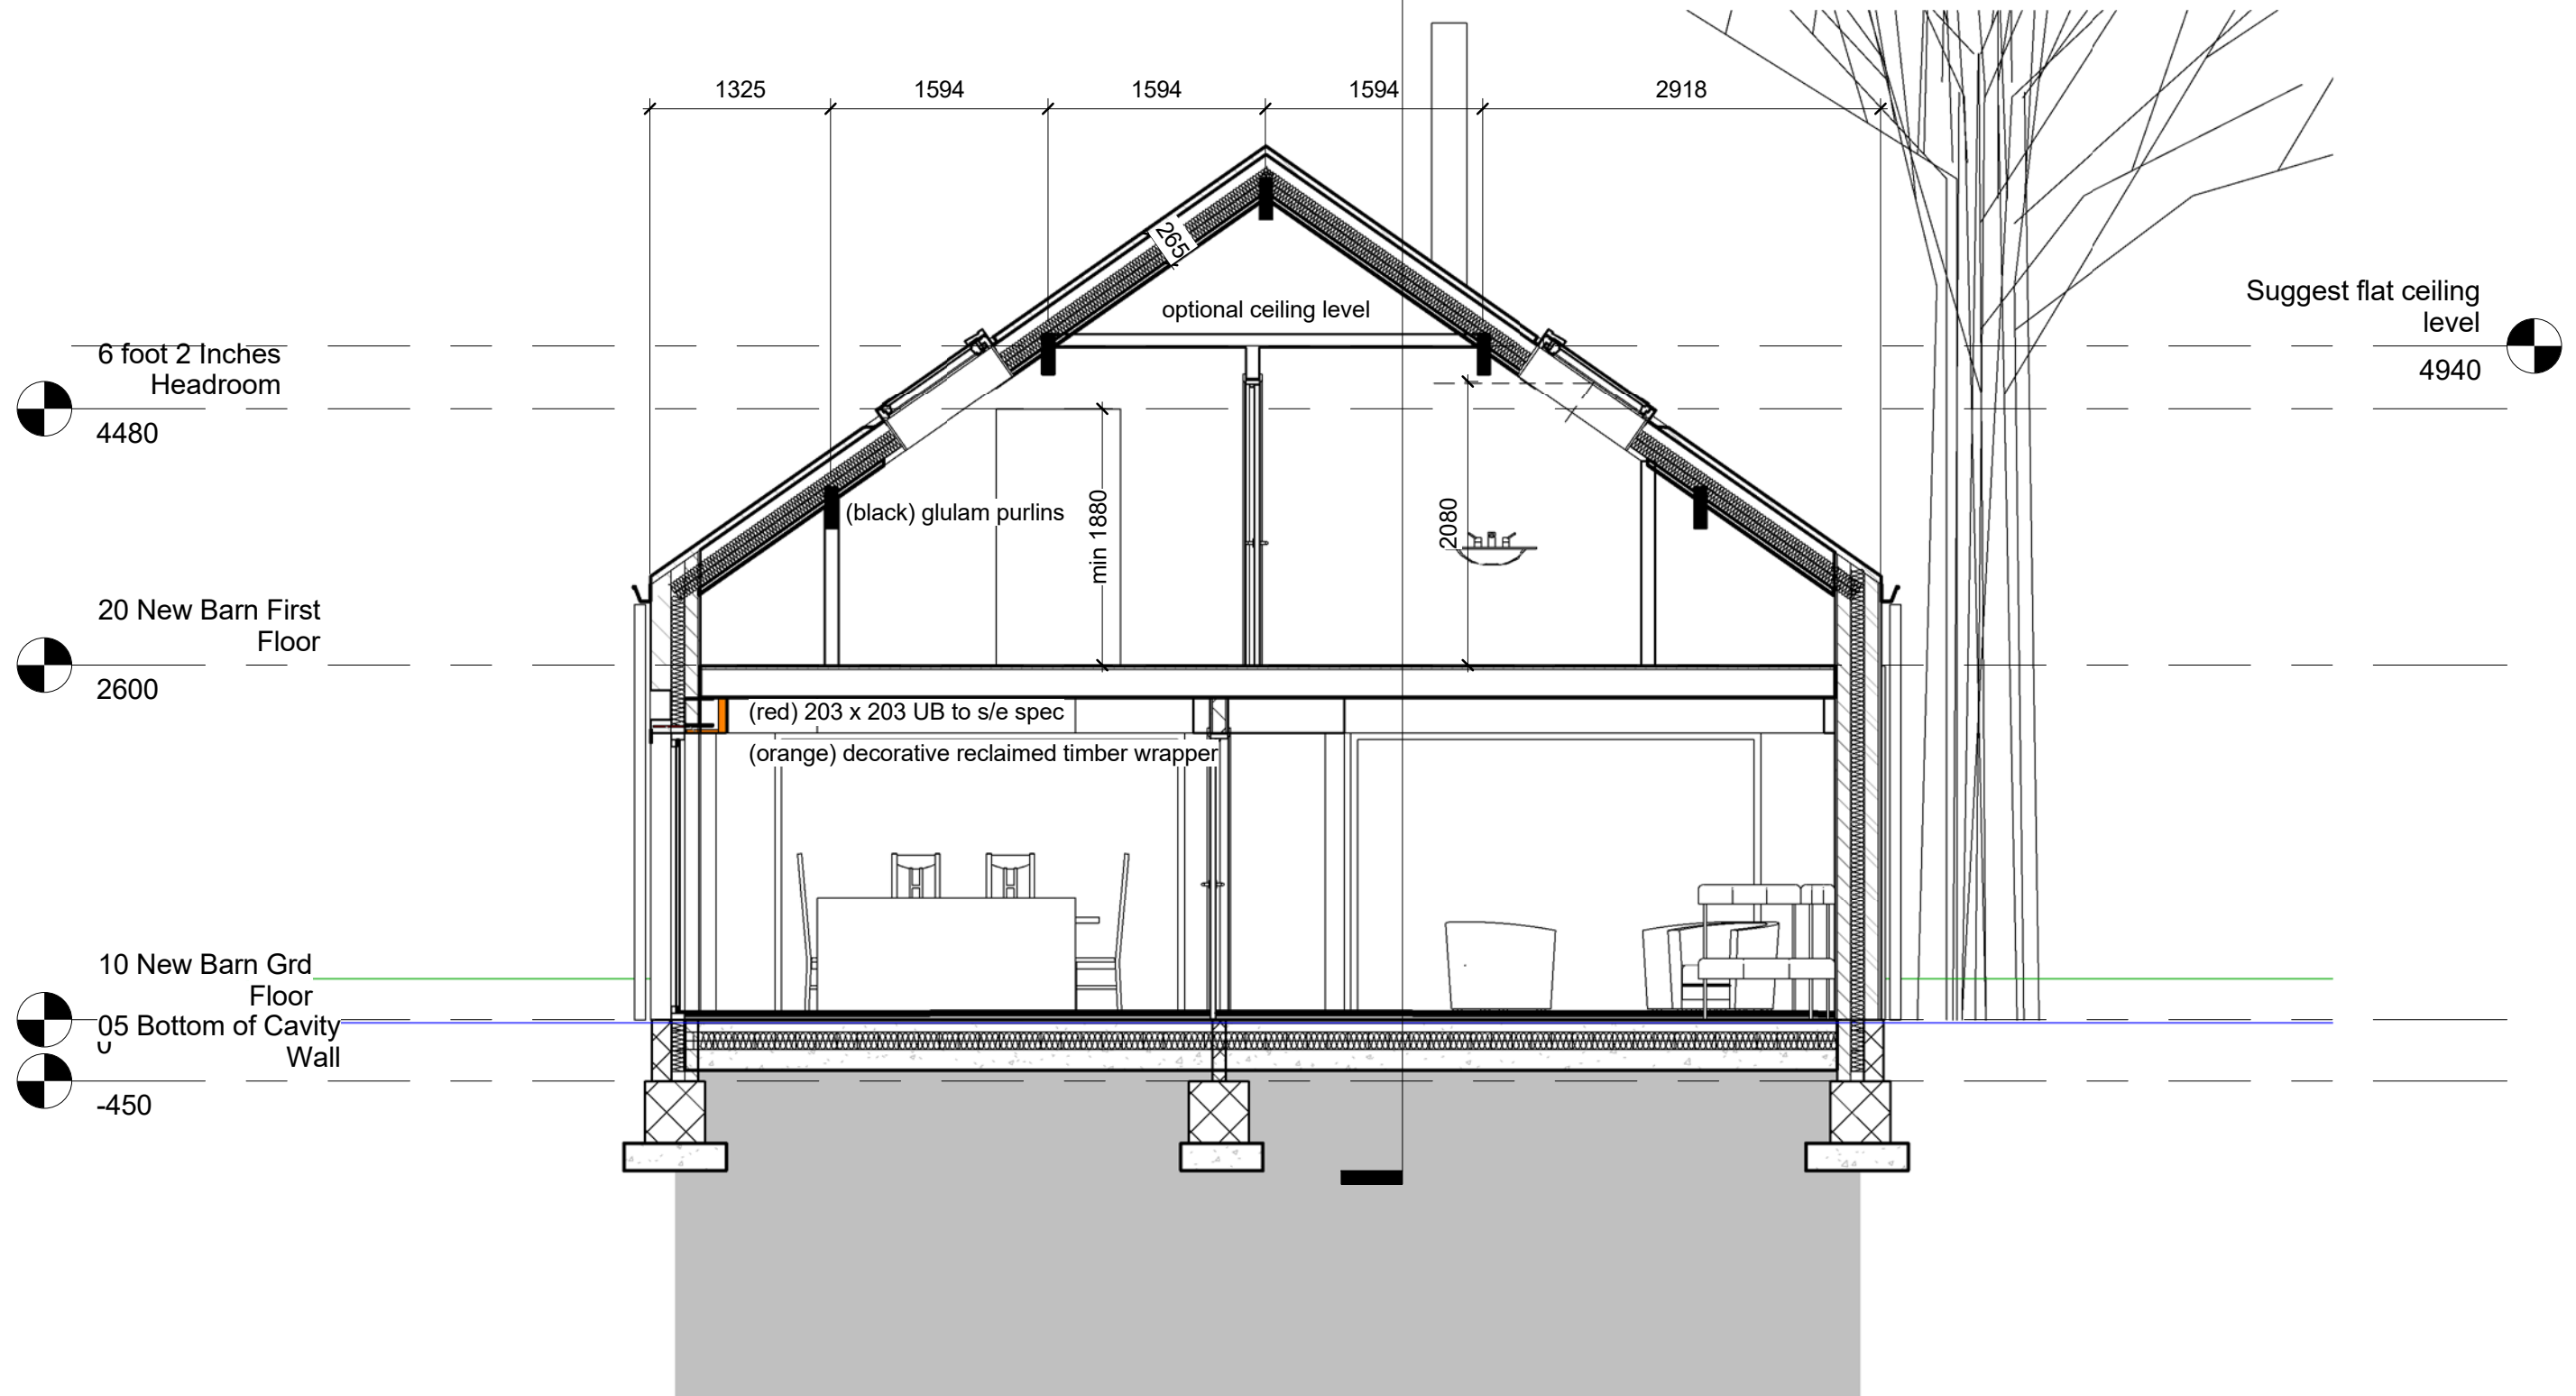 1325
1594
1594
1594
2918
265
optional ceiling level
Suggest flat ceiling
level
4940
6 foot 2 Inches
Headroom
4480
(black) glulam purlins
min 1880
2080
20 New Barn First
Floor
2600
(red) 203 x 203 UB to s/e spec
(orange) decorative reclaimed timber wrapper
10 New Barn Grd
Floor
0
05 Bottom of Cavity
Wall
-450